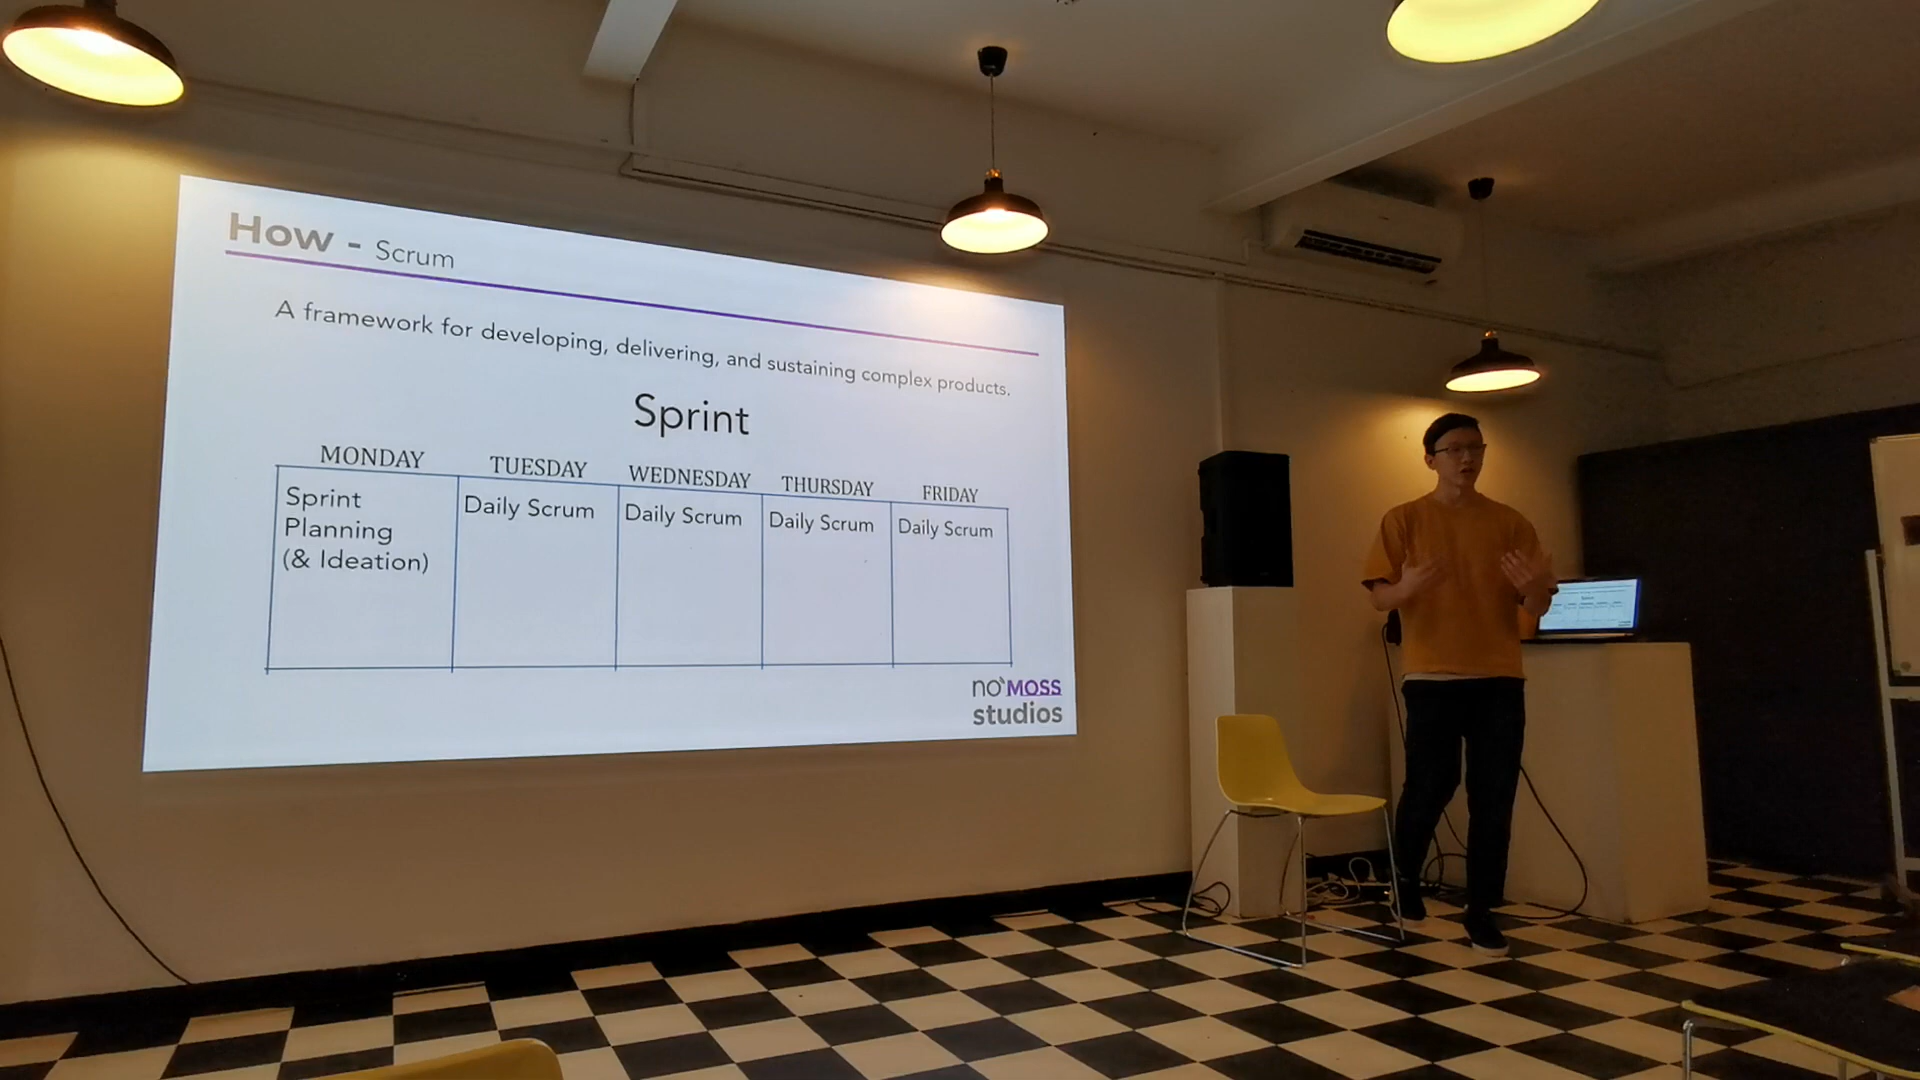 How - Scrum
A framework for developing, delivering, and sustaining complex products.
Sprint
MONDAY TUESDAY WEDNESDAY THURSDAY FRIDAY
Sprint
Planning
(& Ideation)
Daily Scrum
Daily Scrum
Daily Scrum
Daily Scrum
no`MOSS
studios